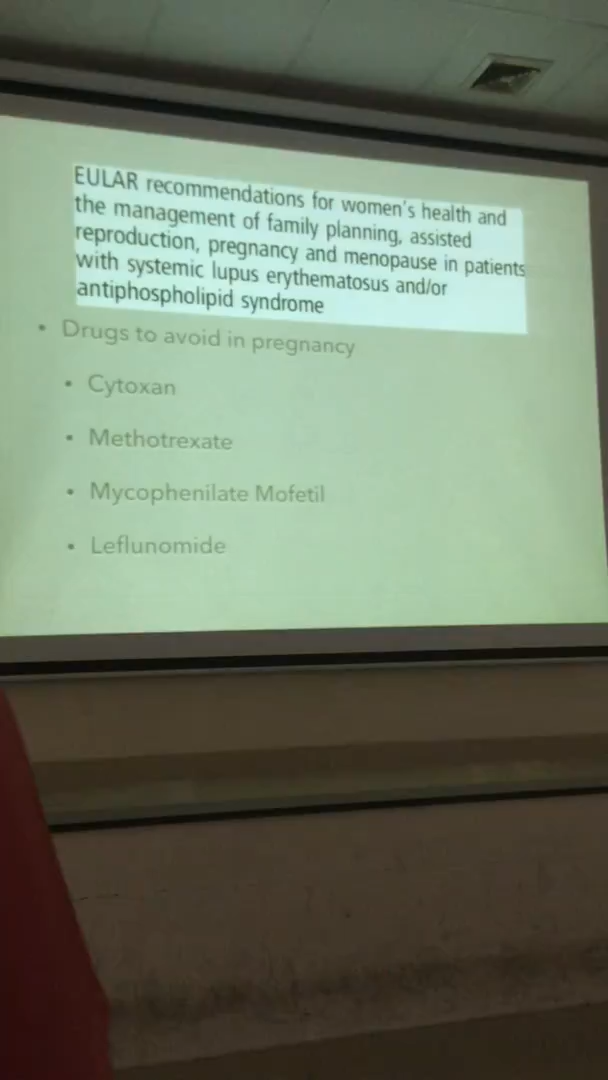 EULAR recommendations for women's health and
the management of family planning, assisted
reproduction, pregnancy and menopause in patients
with systemic lupus erythematosus and/or
antiphospholipid syndrome
• Drugs to avoid in pregnancy
• Cytoxan
• Methotrexate
• Mycophenilate Mofetil
• Leflunomide